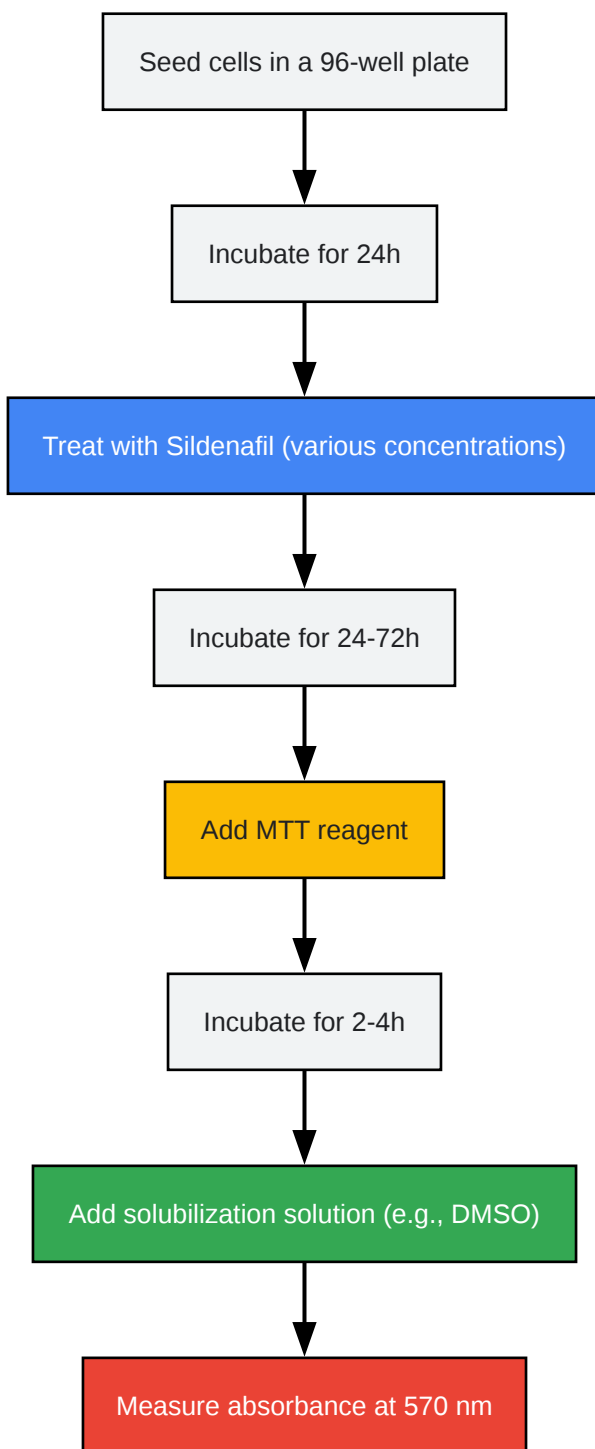 Seed cells in a 96-well plate
Incubate for 24h
Treat with Sildenafil (various concentrations)
Incubate for 24-72h
Add MTT reagent
Incubate for 2-4h
Add solubilization solution (e.g., DMSO)
Measure absorbance at 570 nm